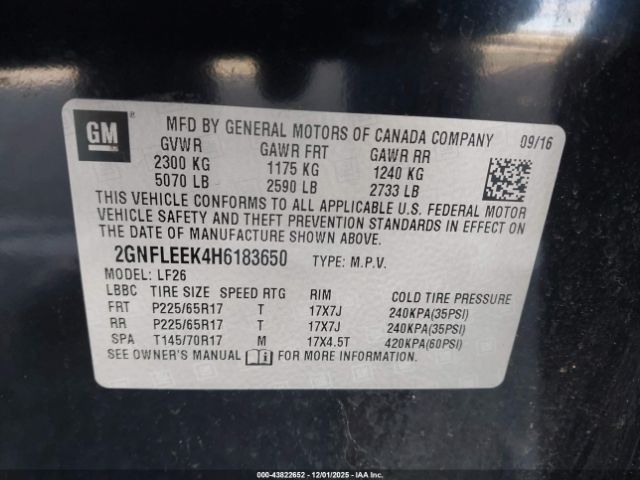 GM
MFD BY GENERAL MOTORS OF CANADA COMPANY 09/16
GVWR GAWR FRT GAWR RR
2300 KG 1175 KG 1240 KG
5070 LB 2590 LB 2733 LB
THIS VEHICLE CONFORMS TO ALL APPLICABLE U.S. FEDERAL MOTOR
VEHICLE SAFETY AND THEFT PREVENTION STANDARDS IN EFFECT ON
THE DATE OF MANUFACTURE SHOWN ABOVE.
2GNFLEEK4H6183650 TYPE: M.P.V.
MODEL: LF26
LBBC TIRE SIZE SPEED RTG RIM COLD TIRE PRESSURE
FRT P225/65R17 T 17X7J 240KPA(35PSI)
RR P225/65R17 T 17X7J 240KPA(35PSI)
SPA T145/70R17 M 17X4.5T 420KPA(60PSI)
SEE OWNER'S MANUAL FOR MORE INFORMATION
000-43822652 • 12/01/2025 • IAAI.com